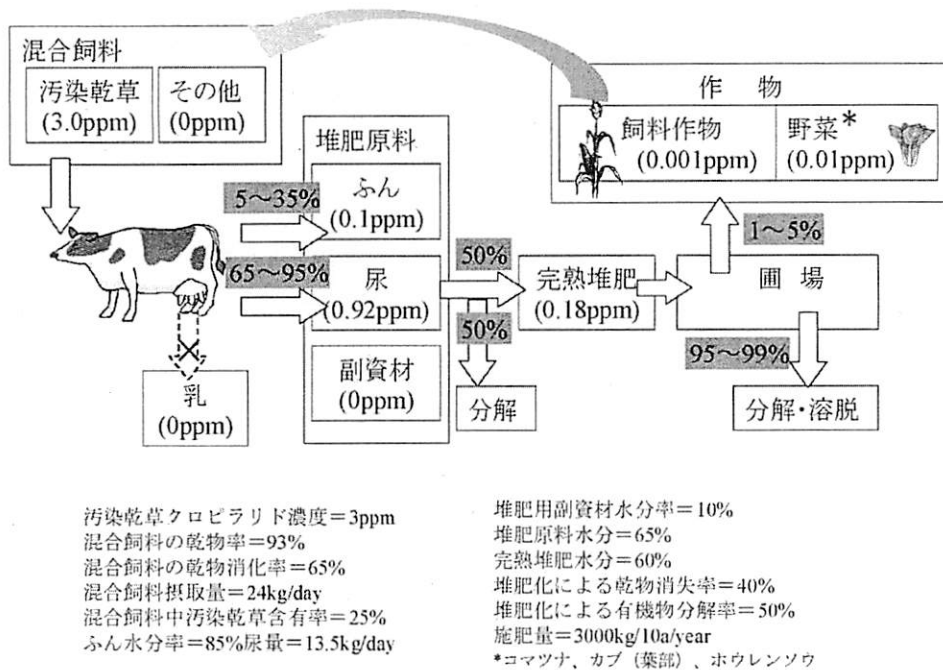 混合飼料
汚染乾草
(3.0ppm)
その他
(0ppm)
堆肥原料
ふん
(0.1ppm)
尿
(0.92ppm)
副資材
(0ppm)
5～35%
65～95%
乳
(0ppm)
50%
50%
分解
完熟堆肥
(0.18ppm)
圃場
1～5%
95～99%
分解・溶脱
作物
飼料作物
(0.001ppm)
野菜*
(0.01ppm)
汚染乾草クロピラリド濃度＝3ppm
混合飼料の乾物率＝93%
混合飼料の乾物消化率＝65%
混合飼料摂取量＝24kg/day
混合飼料中汚染乾草含有率＝25%
ふん水分率＝85%尿量＝13.5kg/day
堆肥用副資材水分率＝10%
堆肥原料水分＝65%
完熟堆肥水分＝60%
堆肥化による乾物消失率＝40%
堆肥化による有機物分解率＝50%
施肥量＝3000kg/10a/year
*コマツナ、カブ（葉部）、ホウレンソウ